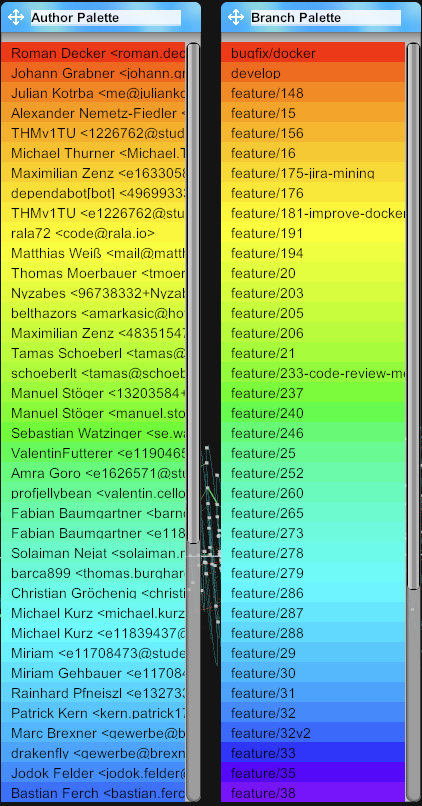 Author Palette
Roman Decker <roman.dec
Johann Grabner <johann.gr
Julian Kotrba <me@julianko
Alexander Nemetz-Fiedler <
THMv1TU <1226762@stud
Michael Thurner <Michael.T
Maximilian Zenz <e1633058
dependabot[bot] <49699333
THMv1TU <e1226762@stu
rala72 <code@rala.io>
Matthias Weiß <mail@matth
Thomas Moerbauer <tmoer
Nyzabes <96738332+Nyzab
belthazors <amarkasic@ho
Maximilian Zenz <48351547
Tamas Schoeberl <tamas@
schoeberlt <tamas@schoeb
Manuel Stöger <13203584+
Manuel Stöger <manuel.sto
Sebastian Watzinger <se.wa
ValentinFutterer <e1190465
Amra Goro <e1626571@stu
profjellybean <valentin.cello
Fabian Baumgartner <barno
Fabian Baumgartner <e118
Solaiman Nejat <solaiman.n
barca899 <thomas.burghar
Christian Gröchenig <christi
Michael Kurz <michael.kurz
Michael Kurz <e11839437@
Miriam <e11708473@stude
Miriam Gehbauer <e117084
Rainhard Pfneiszl <e132733
Patrick Kern <kern.patrick17
Marc Brexner <gewerbe@b
drakenfly <gewerbe@brexn
Jodok Felder <jodok.felder@
Bastian Ferch <bastian.ferc
Branch Palette
bugfix/docker
develop
feature/148
feature/15
feature/156
feature/16
feature/175-jira-mining
feature/176
feature/181-improve-docker
feature/191
feature/194
feature/20
feature/203
feature/205
feature/206
feature/21
feature/233-code-review-me
feature/237
feature/240
feature/246
feature/25
feature/252
feature/260
feature/265
feature/273
feature/278
feature/279
feature/286
feature/287
feature/288
feature/29
feature/30
feature/31
feature/32
feature/32v2
feature/33
feature/35
feature/38